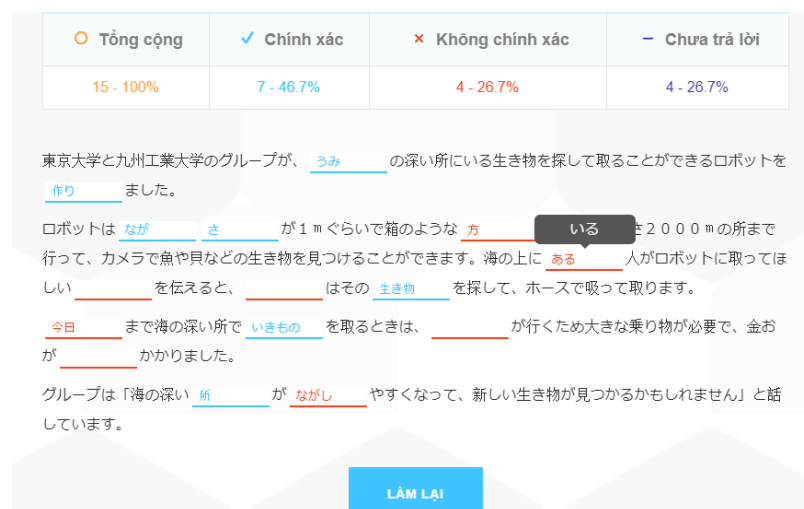 Tổng cộng Chính xác Không chính xác Chưa trả lời
15 - 100% 7 - 46.7% 4 - 26.7% 4 - 26.7%
東京大学と九州工業大学のグループが、 うみ の深い所にいる生き物を探して取ることができるロボットを
作り ました。
ロボットは なが さ が1mぐらいで箱のような 方 いる さ2000mの所まで
行って、カメラで魚や貝などの生き物を見つけることができます。海の上に ある 人がロボットに取ってほ
しい を伝えると、 はその 生き物 を探して、ホースで吸って取ります。
今日 まで海の深い所で いきもの を取るときは、 が行くため大きな乗り物が必要で、金お
が かかりました。
グループは「海の深い 所 が ながし やすくなって、新しい生き物が見つかるかもしれません」と話
しています。
LÀM LẠI